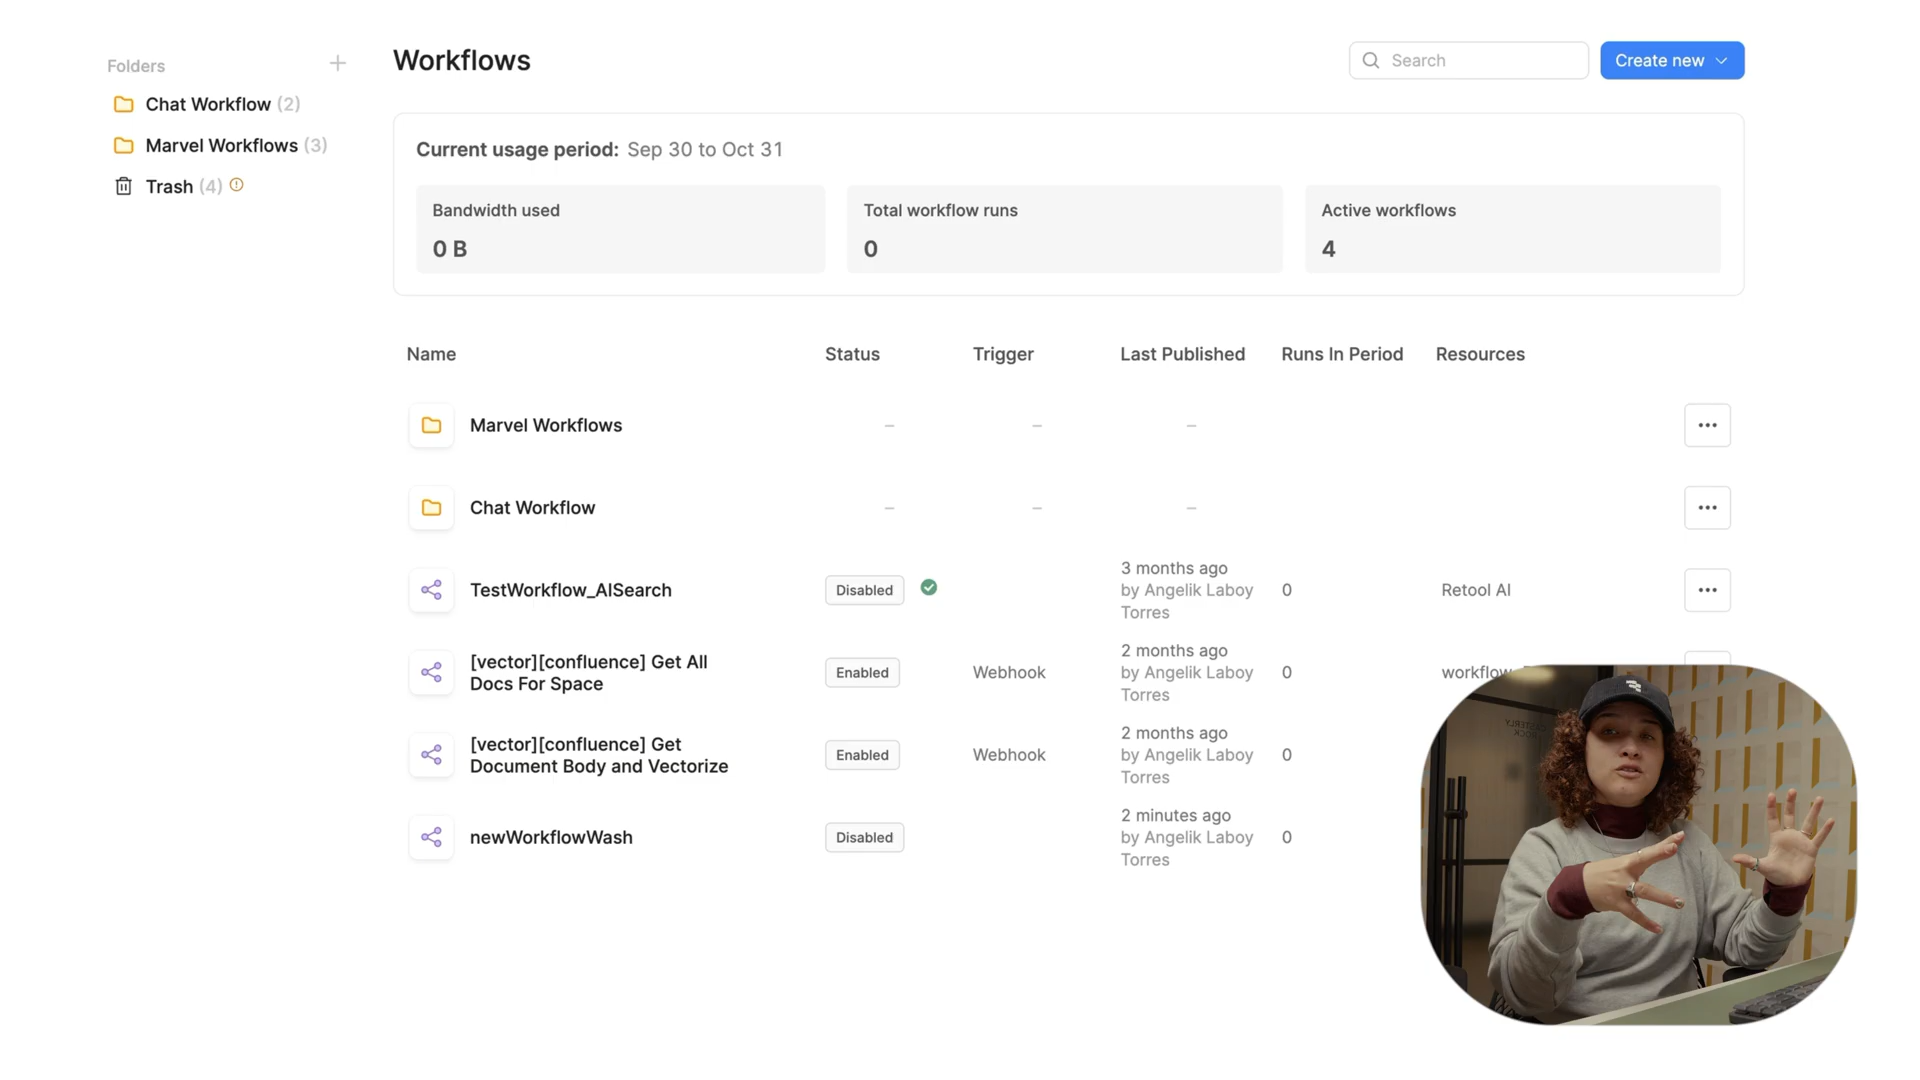 Folders
Chat Workflow (2)
Marvel Workflows (3)
Trash (4)
Workflows
Search
Create new
Current usage period: Sep 30 to Oct 31
Bandwidth used
0 B
Total workflow runs
0
Active workflows
4
Name Status Trigger Last Published Runs In Period Resources
Marvel Workflows – – –
Chat Workflow – – –
TestWorkflow_AISearch
Disabled
3 months ago
by Angelik Laboy
Torres
0
Retool AI
[vector][confluence] Get All
Docs For Space
Enabled
Webhook
2 months ago
by Angelik Laboy
Torres
0
workflow
[vector][confluence] Get
Document Body and Vectorize
Enabled
Webhook
2 months ago
by Angelik Laboy
Torres
0
newWorkflowWash
Disabled
2 minutes ago
by Angelik Laboy
Torres
0